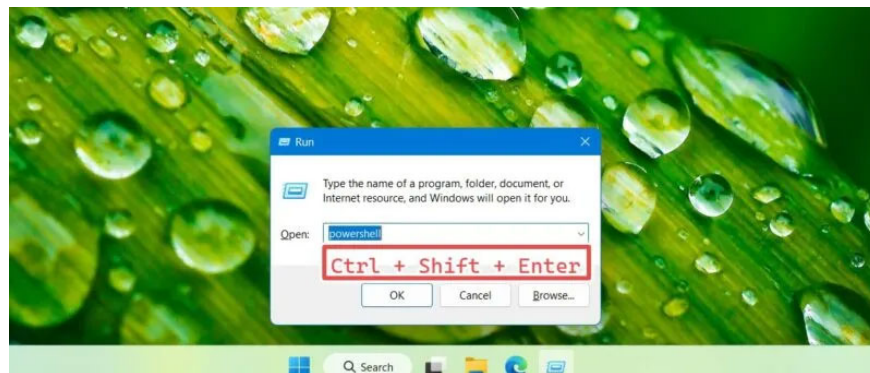 Run
Type the name of a program, folder, document, or
Internet resource, and Windows will open it for you.
Open: powershell
Ctrl + Shift + Enter
OK Cancel Browse...
Search